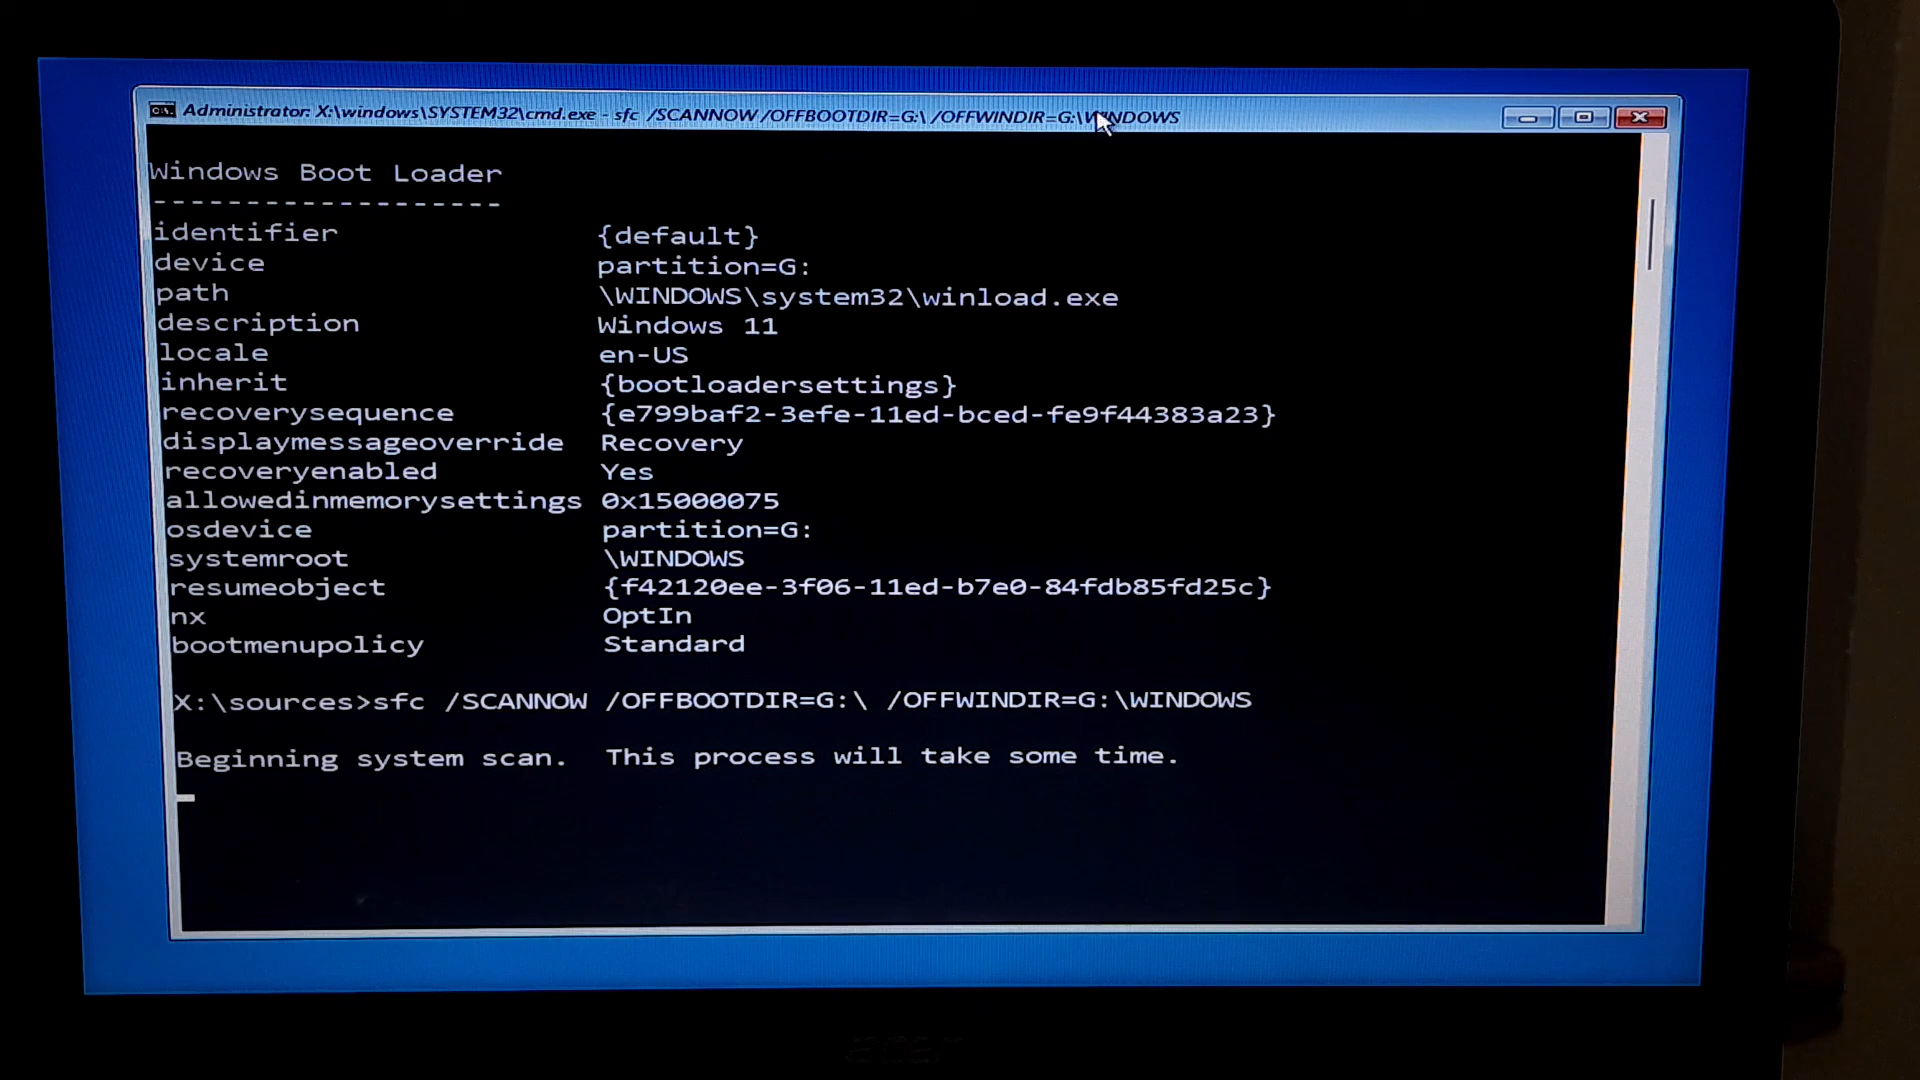 Administrator: X:\windows\SYSTEM32\cmd.exe - sfc /SCANNOW /OFFBOOTDIR=G:\ /OFFWINDIR=G:\WINDOWS
Windows Boot Loader
-------------------
identifier {default}
device partition=G:
path \WINDOWS\system32\winload.exe
description Windows 11
locale en-US
inherit {bootloadersettings}
recoverysequence {e799baf2-3efe-11ed-bced-fe9f44383a23}
displaymessageoverride Recovery
recoveryenabled Yes
allowedinmemorysettings 0x15000075
osdevice partition=G:
systemroot \WINDOWS
resumeobject {f42120ee-3f06-11ed-b7e0-84fdb85fd25c}
nx OptIn
bootmenupolicy Standard
X:\sources>sfc /SCANNOW /OFFBOOTDIR=G:\ /OFFWINDIR=G:\WINDOWS
Beginning system scan. This process will take some time.
acer